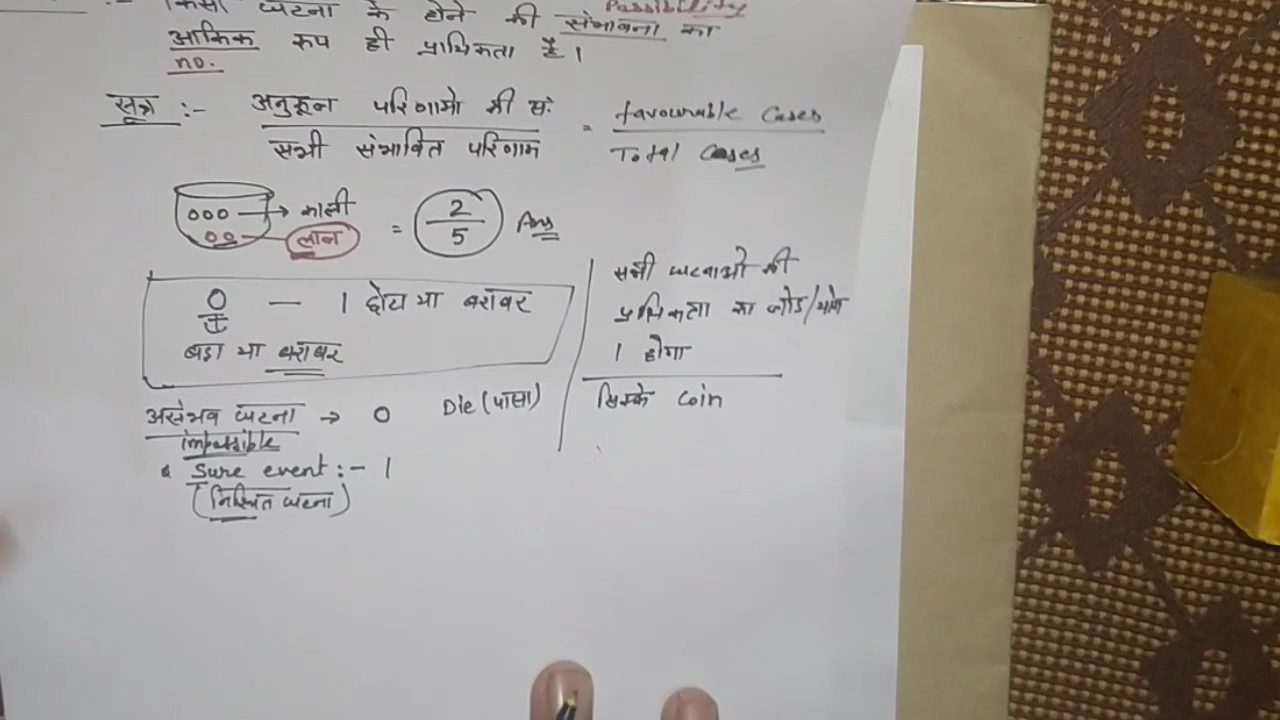 :- किसी घटना के होने की संभावना का
Possibility
आंकिक रूप ही प्रायिकता है ।
no.
सूत्र :- अनुकूल परिणामो की सं. = favourable Cases
सभी संभावित परिणाम Total Cases
000 → काली
00 — लाल = 2/5 Ans
0 — 1 छोटा या बराबर
बड़ा या बराबर
सभी घटनाओ की
प्रायिकता का जोड/योग
1 होगा
असंभव घटना → 0 Die (पासा)
impossible
सिक्के Coin
Sure event :- 1
(निश्चित घटना)